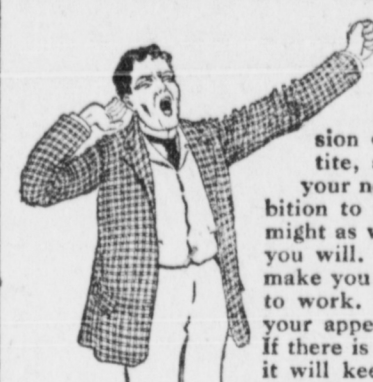 sion
tite,
your n
bition to
might as w
you will.
make you
to work.
your appe
If there is
it will kee